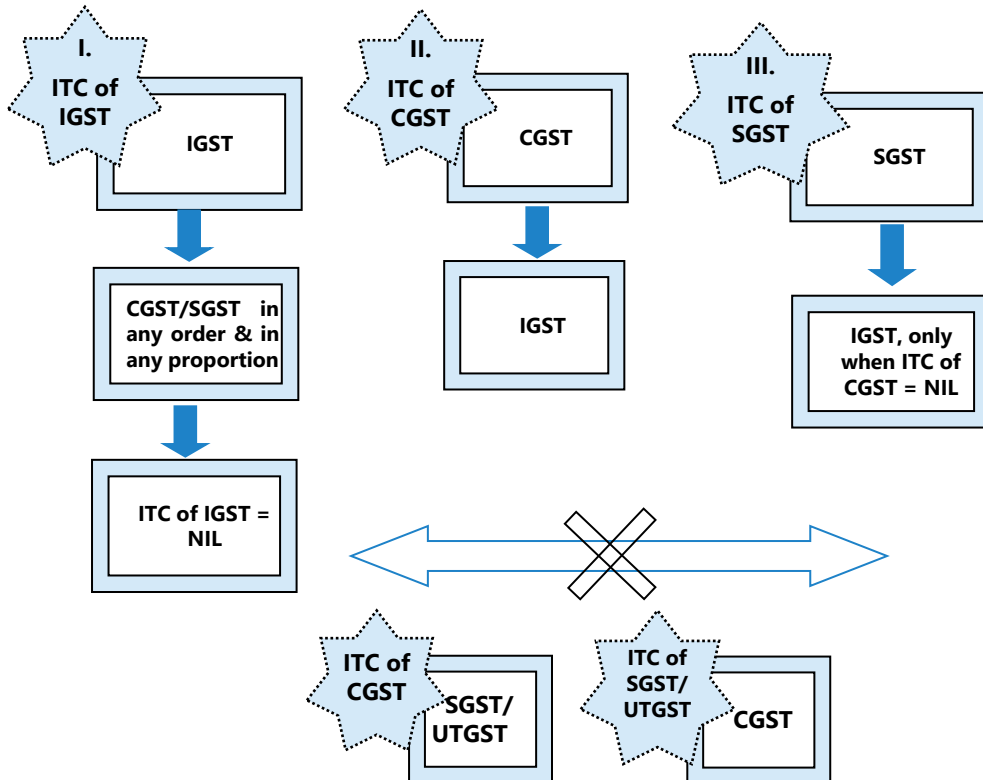 I.
ITC of
IGST
IGST
CGST/SGST in
any order & in
any proportion
ITC of IGST =
NIL
II.
ITC of
CGST
CGST
IGST
III.
ITC of
SGST
SGST
IGST, only
when ITC of
CGST = NIL
ITC of
CGST
SGST/
UTGST
ITC of
SGST/
UTGST
CGST